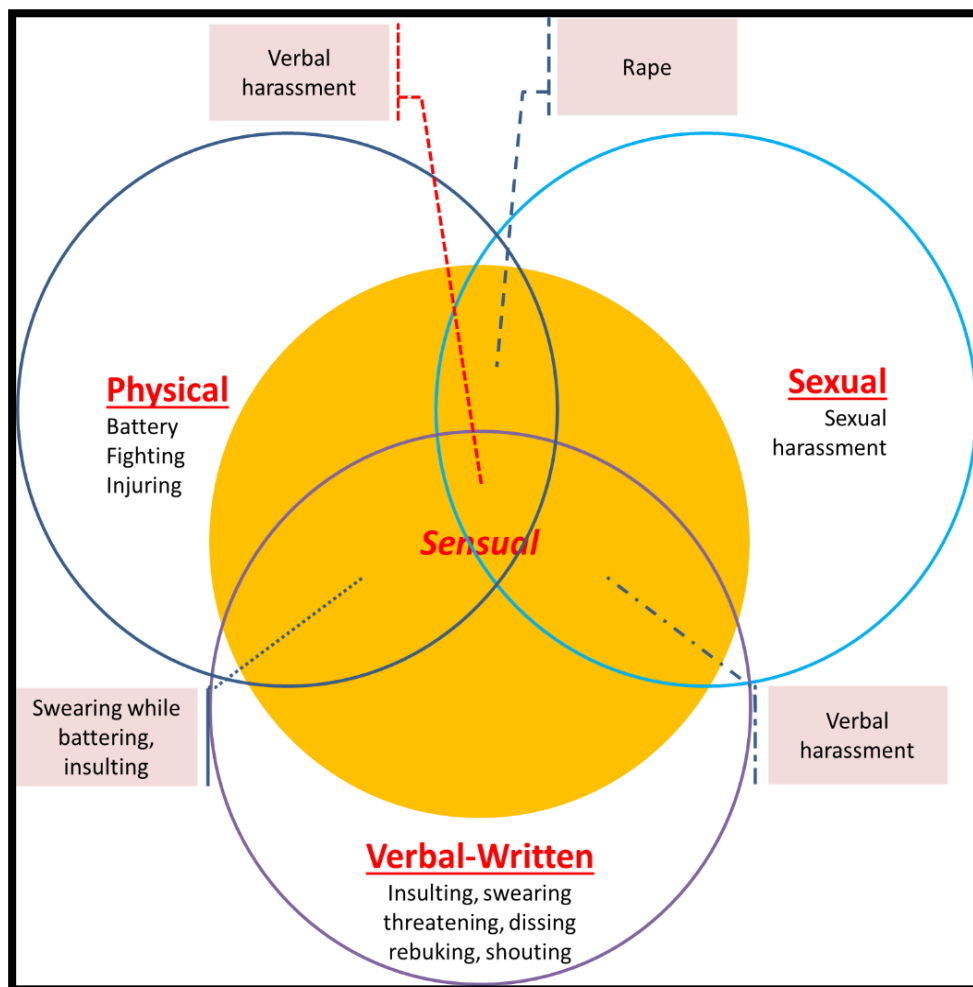 Verbal
harassment
Rape
Physical
Battery
Fighting
Injuring
Sexual
Sexual
harassment
Sensual
Swearing while
battering,
insulting
Verbal
harassment
Verbal-Written
Insulting, swearing
threatening, dissing
rebuking, shouting